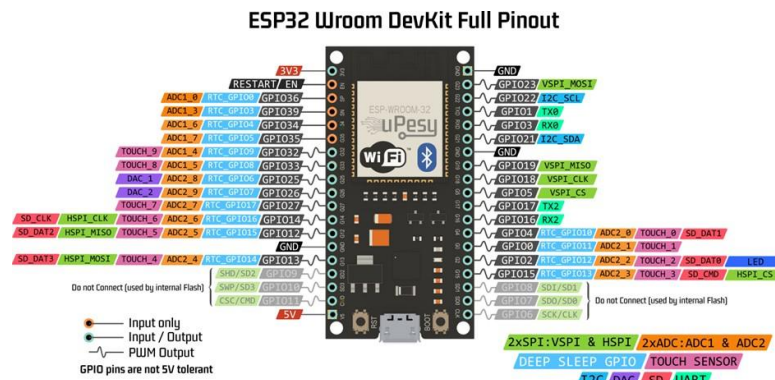 ESP32 Wroom DevKit Full Pinout
3V3
RESTART EN
ADC1_0 RTC_GPIO0 GPIO36
ADC1_3 RTC_GPIO3 GPIO39
ADC1_6 RTC_GPIO4 GPIO34
ADC1_7 RTC_GPIO5 GPIO35
TOUCH_9 ADC1_4 RTC_GPIO9 GPIO32
TOUCH_8 ADC1_5 RTC_GPIO8 GPIO33
DAC_1 ADC2_8 RTC_GPIO6 GPIO25
DAC_2 ADC2_9 RTC_GPIO7 GPIO26
TOUCH_7 ADC2_7 RTC_GPIO17 GPIO27
SD_CLK HSPI_CLK TOUCH_6 ADC2_6 RTC_GPIO16 GPIO14
SD_DAT2 HSPI_MISO TOUCH_5 ADC2_5 RTC_GPIO15 GPIO12
GND
SD_DAT3 HSPI_MOSI TOUCH_4 ADC2_4 RTC_GPIO14 GPIO13
SHD/SD2 GPIO9
Do not Connect (used by internal Flash) SWP/SD3 GPIO10
CSC/CMD GPIO11
5V
ESP-WROOM-32
uPesy
WiFi
RST
BOOT
GND
GPIO23 VSPI_MOSI
GPIO22 I2C_SCL
GPIO1 TX0
GPIO3 RX0
GPIO21 I2C_SDA
GND
GPIO19 VSPI_MISO
GPIO18 VSPI_CLK
GPIO5 VSPI_CS
GPIO17 TX2
GPIO16 RX2
GPIO4 RTC_GPIO10 ADC2_0 TOUCH_0 SD_DAT1
GPIO0 RTC_GPIO11 ADC2_1 TOUCH_1
GPIO2 RTC_GPIO12 ADC2_2 TOUCH_2 SD_DAT0 LED
GPIO15 RTC_GPIO13 ADC2_3 TOUCH_3 SD_CMD HSPI_CS
GPIO8 SDI/SD1
GPIO7 SDO/SD0 Do not Connect (used by internal Flash)
GPIO6 SCK/CLK
Input only
Input / Output
PWM Output
GPIO pins are not 5V tolerant
2xSPI:VSPI & HSPI 2xADC:ADC1 & ADC2
DEEP SLEEP GPIO TOUCH SENSOR
I2C DAC SD UART